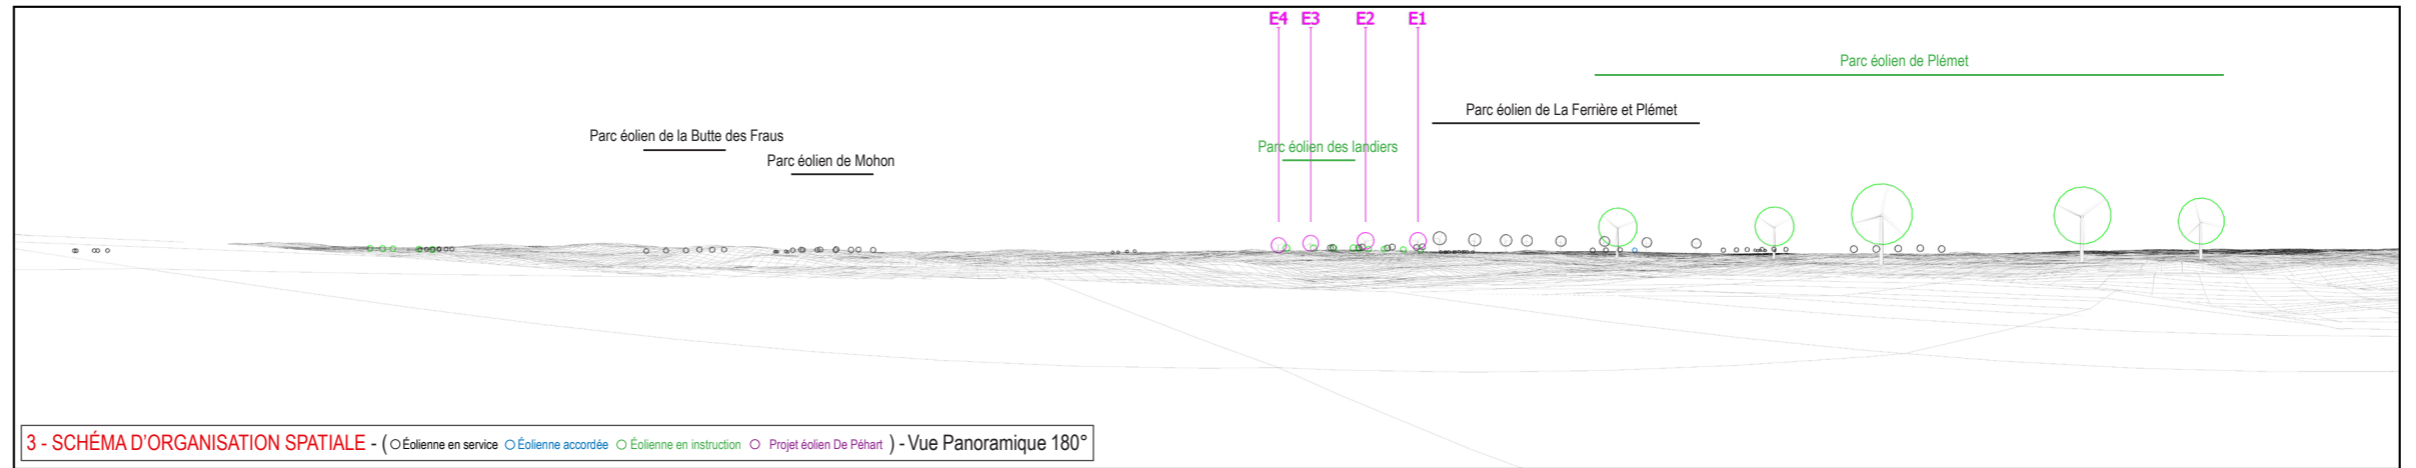 E4 E3 E2 E1
Parc éolien de Plémet
Parc éolien de La Ferrière et Plémet
Parc éolien de la Butte des Fraus
Parc éolien des landiers
Parc éolien de Mohon
3 - SCHÉMA D'ORGANISATION SPATIALE - ( Éolienne en service Éolienne accordée Éolienne en instruction Projet éolien De Péhart ) - Vue Panoramique 180°